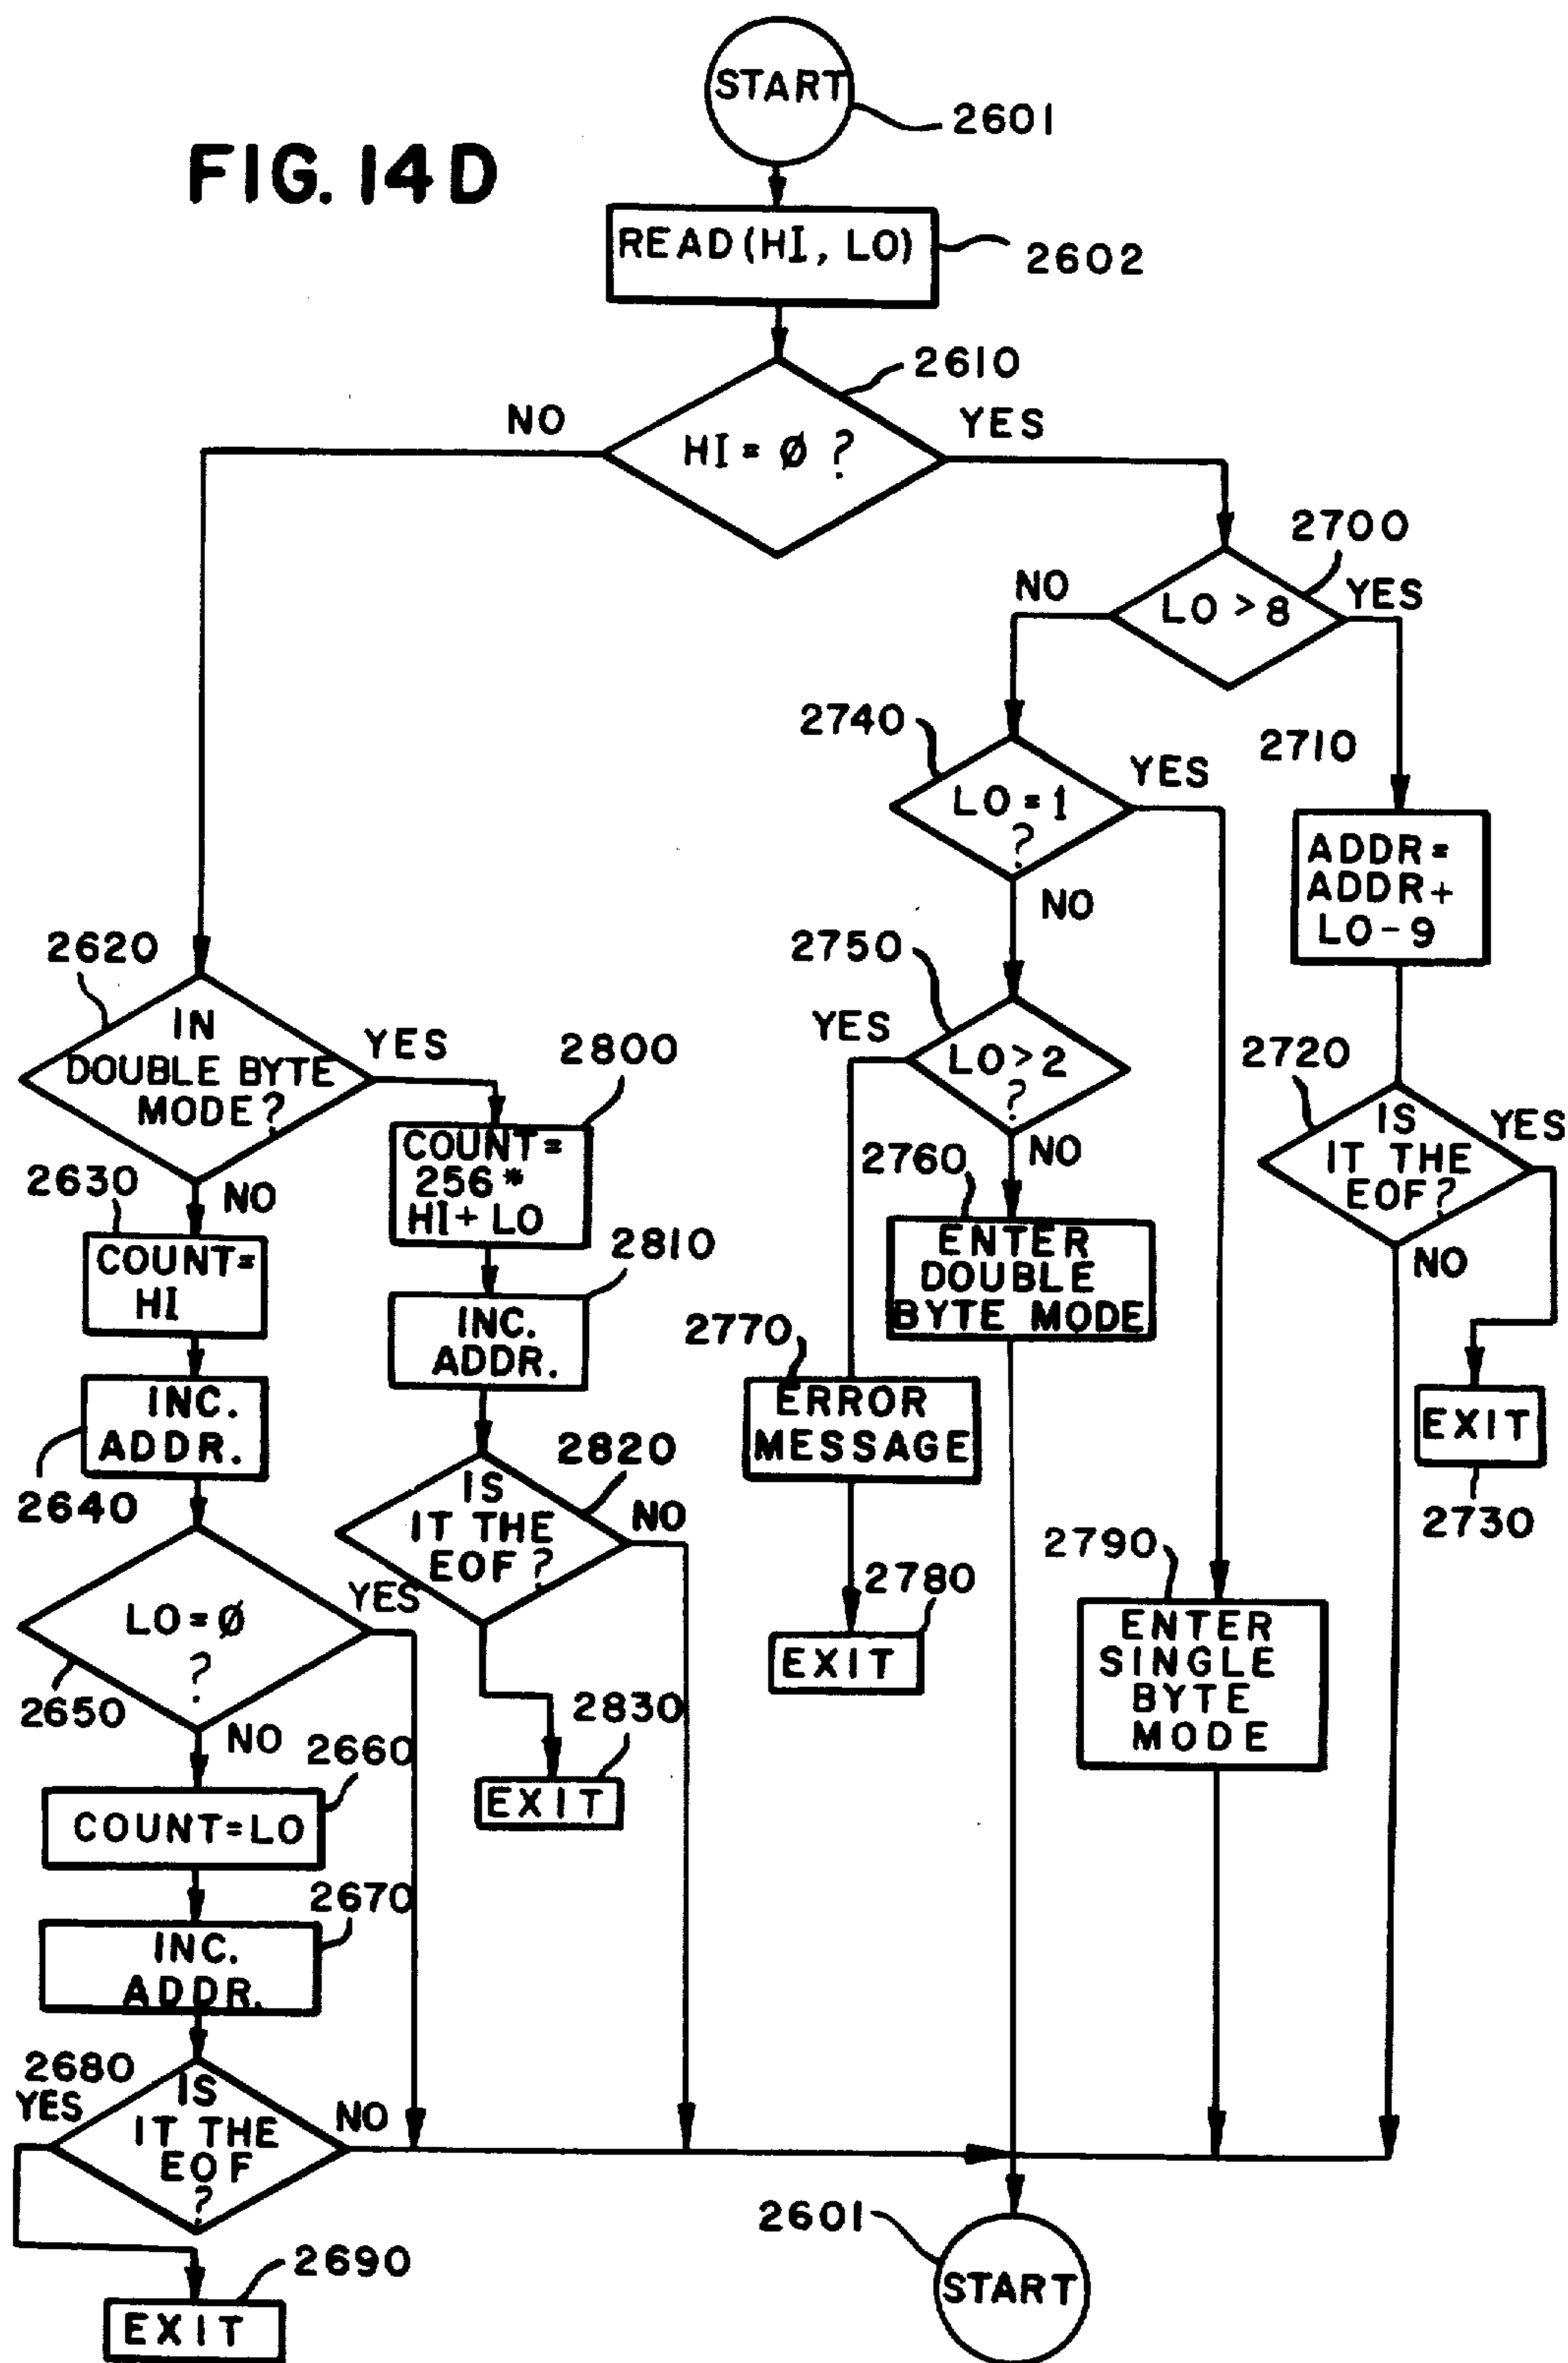 START
2601
FIG. 14D
READ(HI, LO)
2602
2610
NO
YES
HI = Ø ?
2700
NO
YES
LO > 8
2740
2710
YES
LO = 1
?
ADDR =
ADDR +
LO - 9
NO
2620
2750
IN
DOUBLE BYTE
MODE?
YES
2800
YES
LO > 2
?
2720
IS
IT THE
EOF?
YES
COUNT =
256 *
HI + LO
2630
NO
2760
NO
COUNT =
HI
2810
ENTER
DOUBLE
BYTE MODE
NO
INC.
ADDR.
2770
INC.
ADDR.
ERROR
MESSAGE
EXIT
2640
2820
IS
IT THE
EOF?
NO
2730
2790
2780
YES
LO = Ø
?
ENTER
SINGLE
BYTE
MODE
EXIT
2650
2830
NO
2660
EXIT
COUNT = LO
2670
INC.
ADDR.
2680
YES
IS
IT THE
EOF
?
NO
2601
2690
START
EXIT